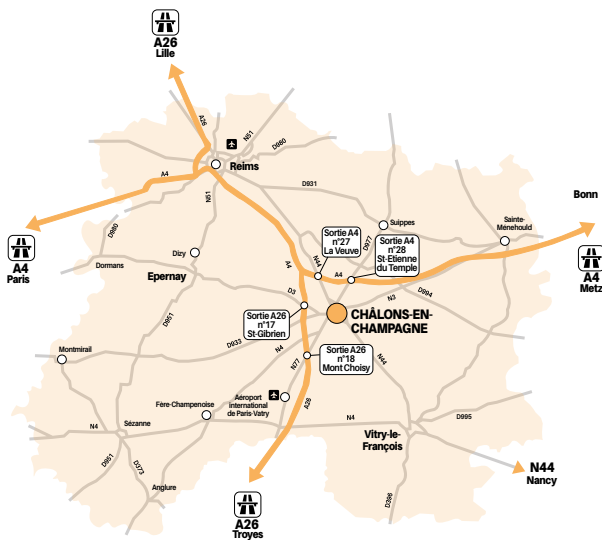 A26
Lille
A26
N51
D980
A4
Reims
N51
D931
Bonn
Suippes
Sainte-
Ménehould
D980
A4
Paris
Dizy
Sortie A4
n°27
La Veuve
D977
Sortie A4
n°28
St-Etienne
du Temple
A4
Metz
Dormans
Epernay
N44
A4
A4
D3
D994
N3
D951
Sortie A26
n°17
St-Gibrien
CHÂLONS-EN-
CHAMPAGNE
D933
N4
Montmirail
N77
Sortie A26
n°18
Mont Choisy
N44
Fère-Champenoise
Aéroport
international
de Paris-Vatry
A26
N4
Sézanne
N4
D995
Vitry-le-
François
D951
D373
N44
Nancy
Anglure
A26
Troyes
D396